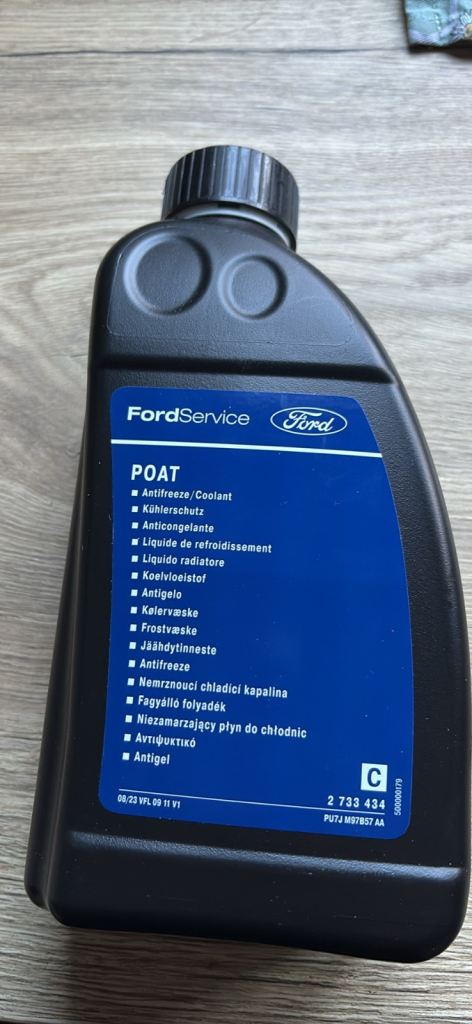 FordService Ford
POAT
■ Antifreeze/Coolant
■ Kühlerschutz
■ Anticongelante
■ Liquide de refroidissement
■ Liquido radiatore
■ Koelvloeistof
■ Antigelo
■ Kølervæske
■ Frostvæske
■ Jäähdytinneste
■ Antifreeze
■ Nemrznoucí chladící kapalina
■ Fagyálló folyadék
■ Niezamarzający płyn do chłodnic
■ Αντιψυκτικό
■ Antigel
C
08/23 VFL 09 11 V1
2 733 434
PU7J M97B57 AA
500000179